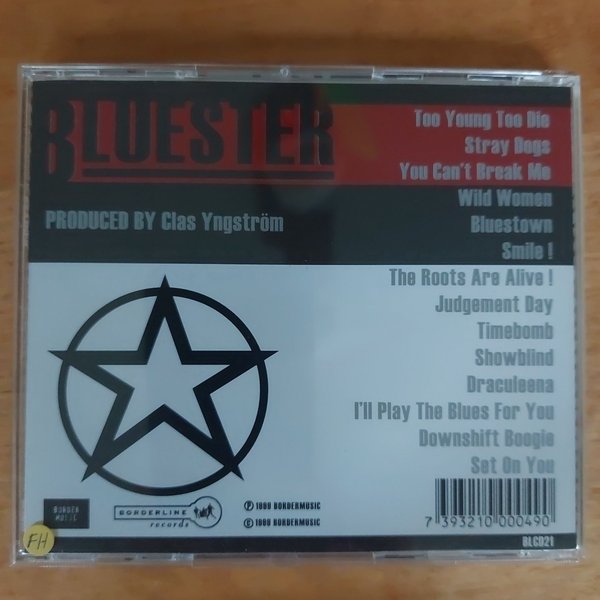 BLUESTER
PRODUCED BY Clas Yngström
Too Young Too Die
Stray Dogs
You Can't Break Me
Wild Women
Bluestown
Smile !
The Roots Are Alive !
Judgement Day
Timebomb
Showblind
Draculeena
I'll Play The Blues For You
Downshift Boogie
Set On You
BORDER
MUSIC
BORDERLINE
records
℗ 1999 BORDERMUSIC
© 1999 BORDERMUSIC
7 393210 000490
BLCD21
FH